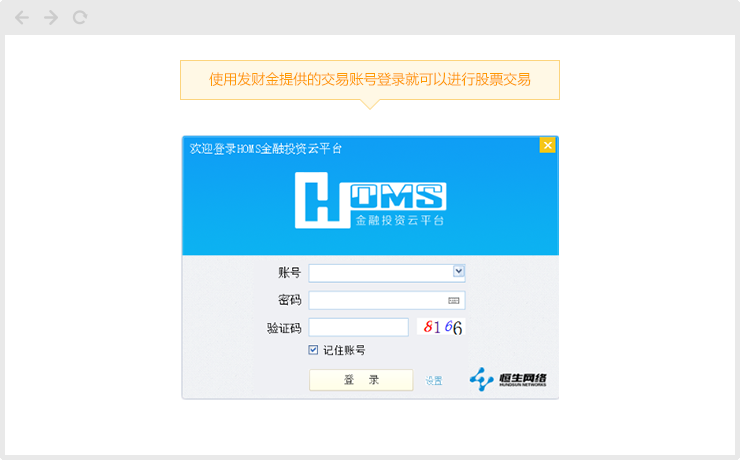 使用发财金提供的交易账号登录就可以进行股票交易
欢迎登录HOMS金融投资云平台
HOMS
金融投资云平台
账号
密码
验证码 8166
记住账号
登 录 设置
恒生网络
HUNDSUN NETWORKS